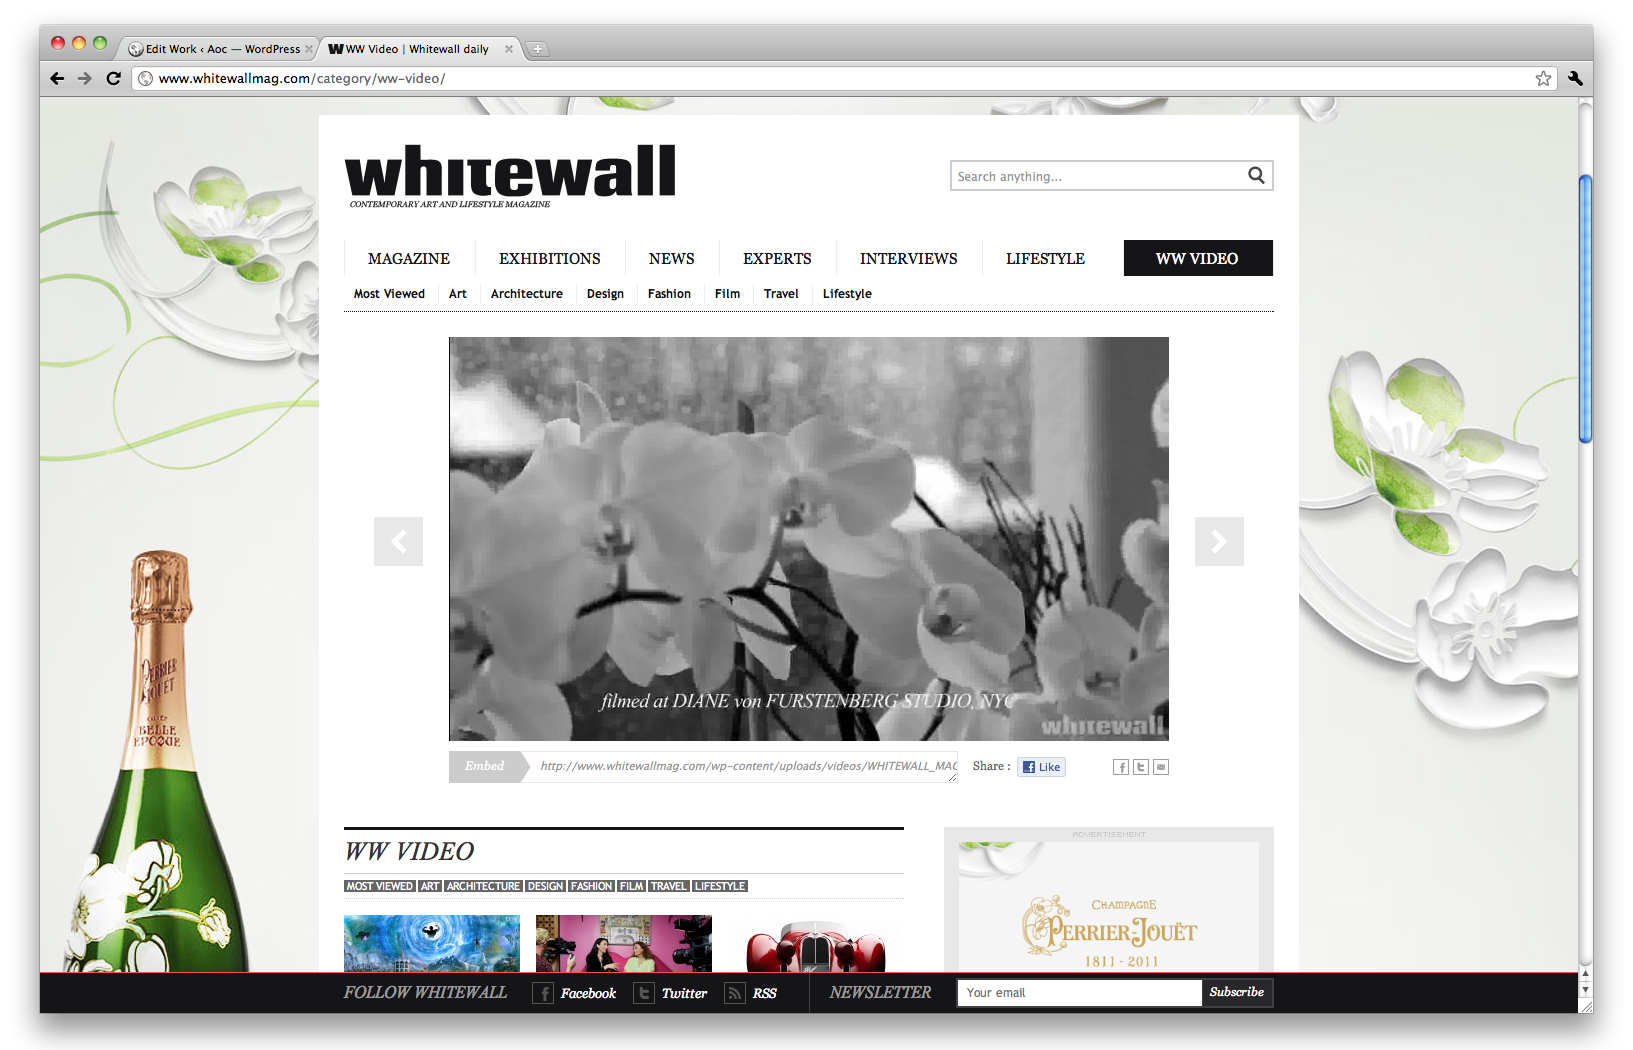 Edit Work ‹ Aoc — WordPress
WW Video | Whitewall daily
www.whitewallmag.com/category/ww-video/
whitewall
CONTEMPORARY ART AND LIFESTYLE MAGAZINE
Search anything...
MAGAZINE EXHIBITIONS NEWS EXPERTS INTERVIEWS LIFESTYLE WW VIDEO
Most Viewed Art Architecture Design Fashion Film Travel Lifestyle
filmed at DIANE von FURSTENBERG STUDIO, NYC
whitewall
Embed http://www.whitewallmag.com/wp-content/uploads/videos/WHITEWALL_MAG Share : Like
PERRIER
JOUET
BELLE
EPOQUE
WW VIDEO
MOST VIEWED ART ARCHITECTURE DESIGN FASHION FILM TRAVEL LIFESTYLE
ADVERTISEMENT
CHAMPAGNE
PERRIER-JOUËT
1811 - 2011
FOLLOW WHITEWALL Facebook Twitter RSS NEWSLETTER Your email Subscribe